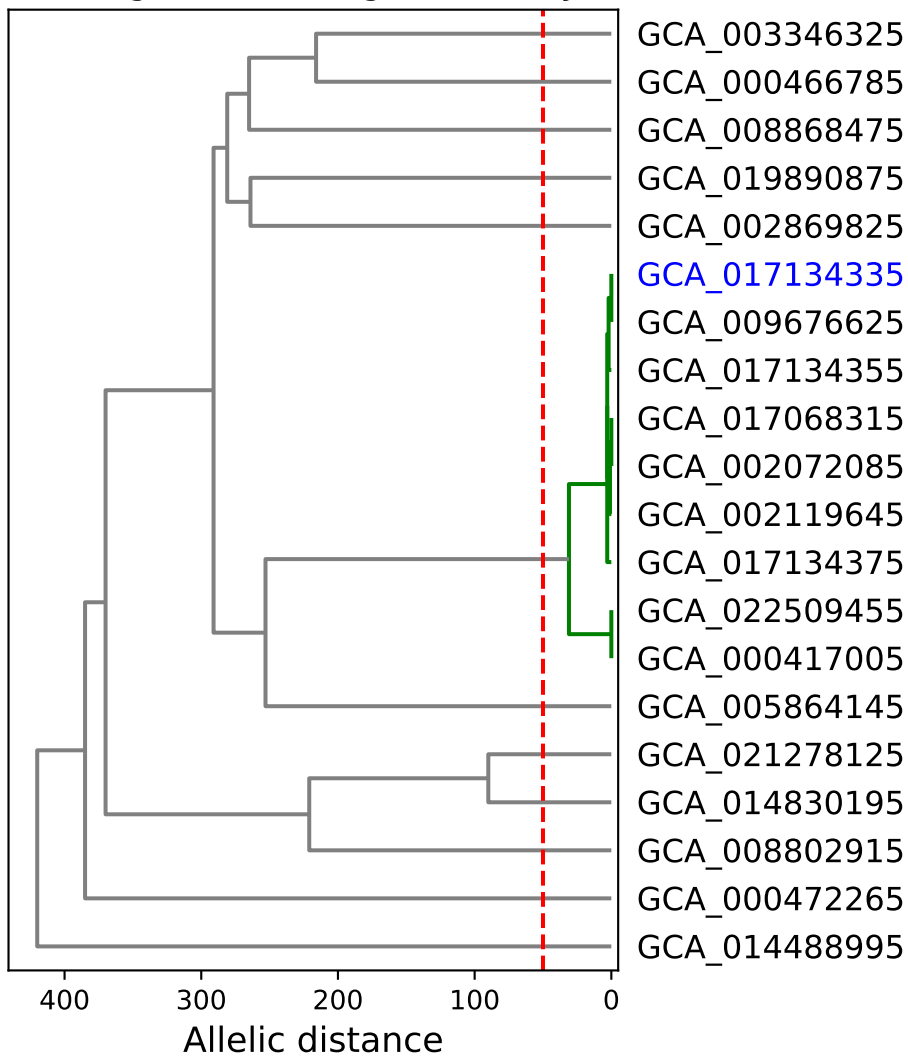 GCA_003346325
GCA_000466785
GCA_008868475
GCA_019890875
GCA_002869825
GCA_017134335
GCA_009676625
GCA_017134355
GCA_017068315
GCA_002072085
GCA_002119645
GCA_017134375
GCA_022509455
GCA_000417005
GCA_005864145
GCA_021278125
GCA_014830195
GCA_008802915
GCA_000472265
GCA_014488995
400 300 200 100 0
Allelic distance